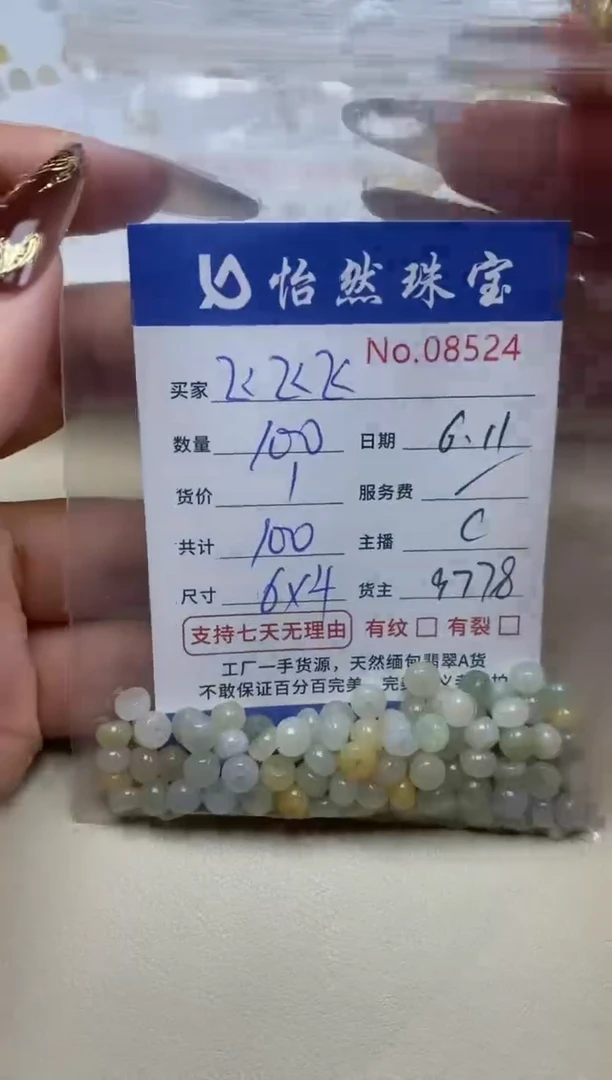 怡然珠宝
No.08524
买家
数量 100 日期 6.11
货价 1 服务费 /
共计 100 主播 C
尺寸 6X4 货主 9778
支持七天无理由 有纹 □ 有裂 □
工厂一手货源，天然缅甸翡翠A货
不敢保证百分百完美